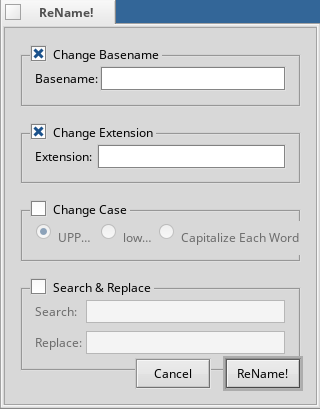 ReName!
Change Basename
Basename:
Change Extension
Extension:
Change Case
UPP... low... Capitalize Each Word
Search & Replace
Search:
Replace:
Cancel ReName!